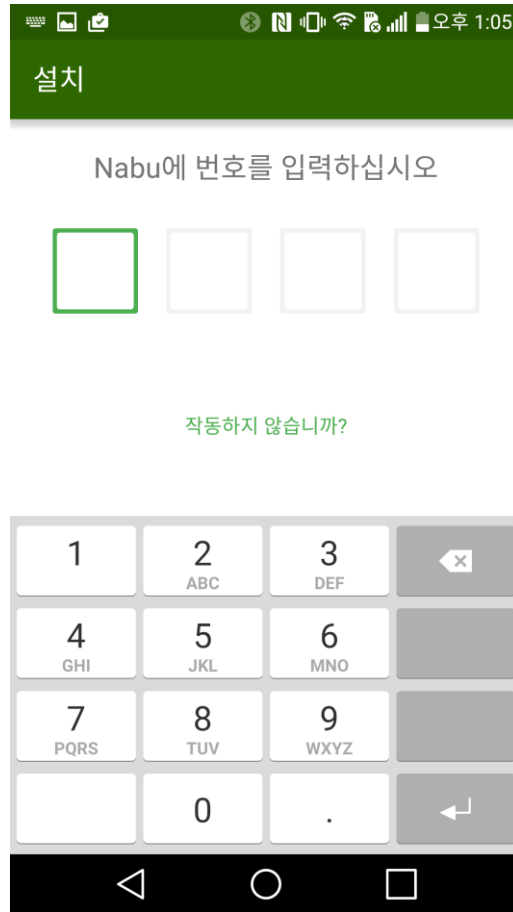 오후 1:05
설치
Nabu에 번호를 입력하십시오
작동하지 않습니까?
1 2 3
ABC DEF
4 5 6
GHI JKL MNO
7 8 9
PQRS TUV WXYZ
0 .